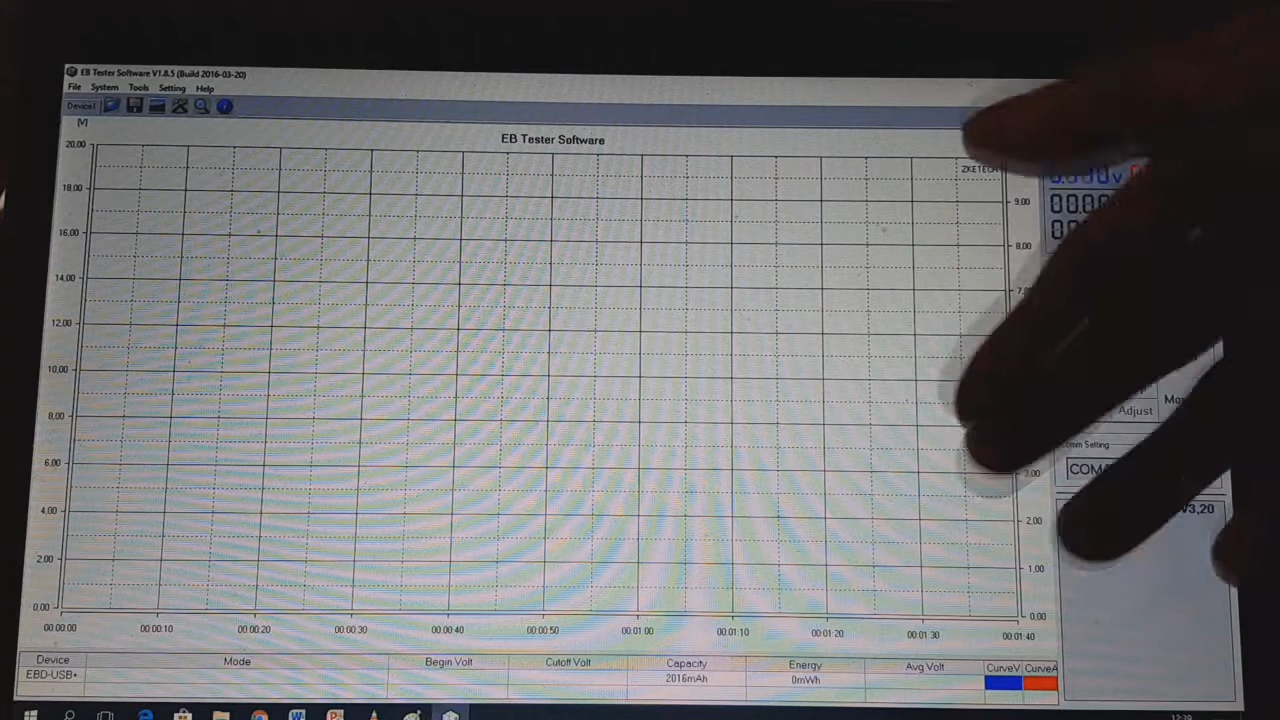 EB Tester Software V1.8.5 (Build 2016-03-20)
File System Tools Setting Help
Device1
EB Tester Software
ZKETECH
20,00
18,00
16,00
14,00
12,00
10,00
8,00
6,00
4,00
2,00
0,00
9,00
8,00
3,00
2,00
1,00
0,00
00:00:00 00:00:10 00:00:20 00:00:30 00:00:40 00:00:50 00:01:00 00:01:10 00:01:20 00:01:30 00:01:40
Adjust
V3,20
Device Mode Begin Volt Cutoff Volt Capacity Energy Avg Volt CurveV CurveA
EBD-USB+ 2016mAh 0mWh
12:39